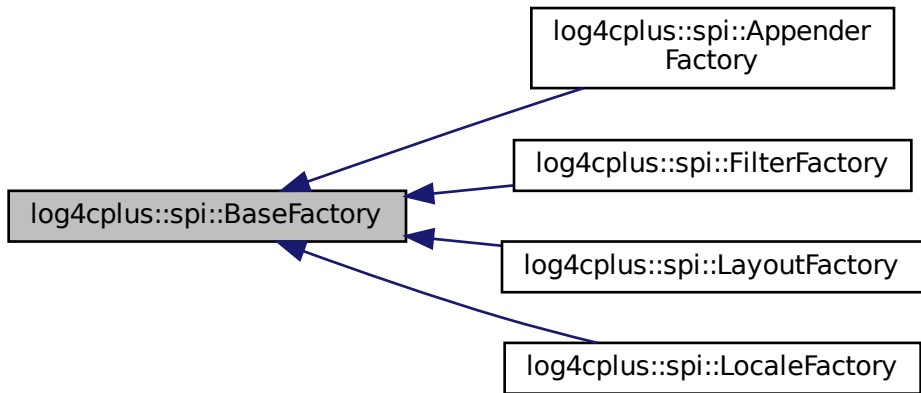 log4cplus::spi::Appender
Factory
log4cplus::spi::FilterFactory
log4cplus::spi::BaseFactory
log4cplus::spi::LayoutFactory
log4cplus::spi::LocaleFactory